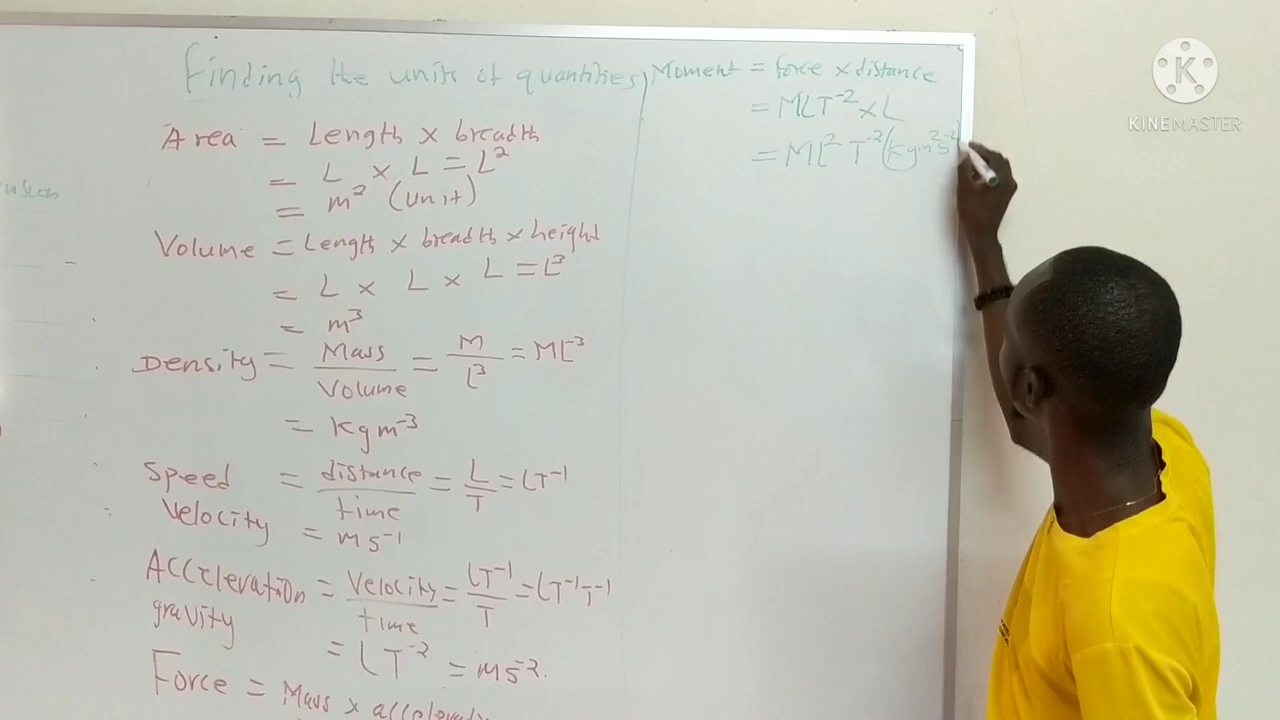 Finding the units of quantities
Area = Length × breadth
= L × L = L²
= m² (unit)
Volume = Length × breadth × height
= L × L × L = L³
= m³
Density = Mass / Volume = M / L³ = ML⁻³
= kgm⁻³
Speed = distance / time = L / T = LT⁻¹
Velocity = ms⁻¹
Acceleration = Velocity / time = LT⁻¹ / T = LT⁻¹T⁻¹
gravity
= LT⁻² = ms⁻².
Force = Mass × accelerat
Moment = force × distance
= MLT⁻² × L
= ML² T⁻² (kgm²s⁻²)
K
KINEMASTER